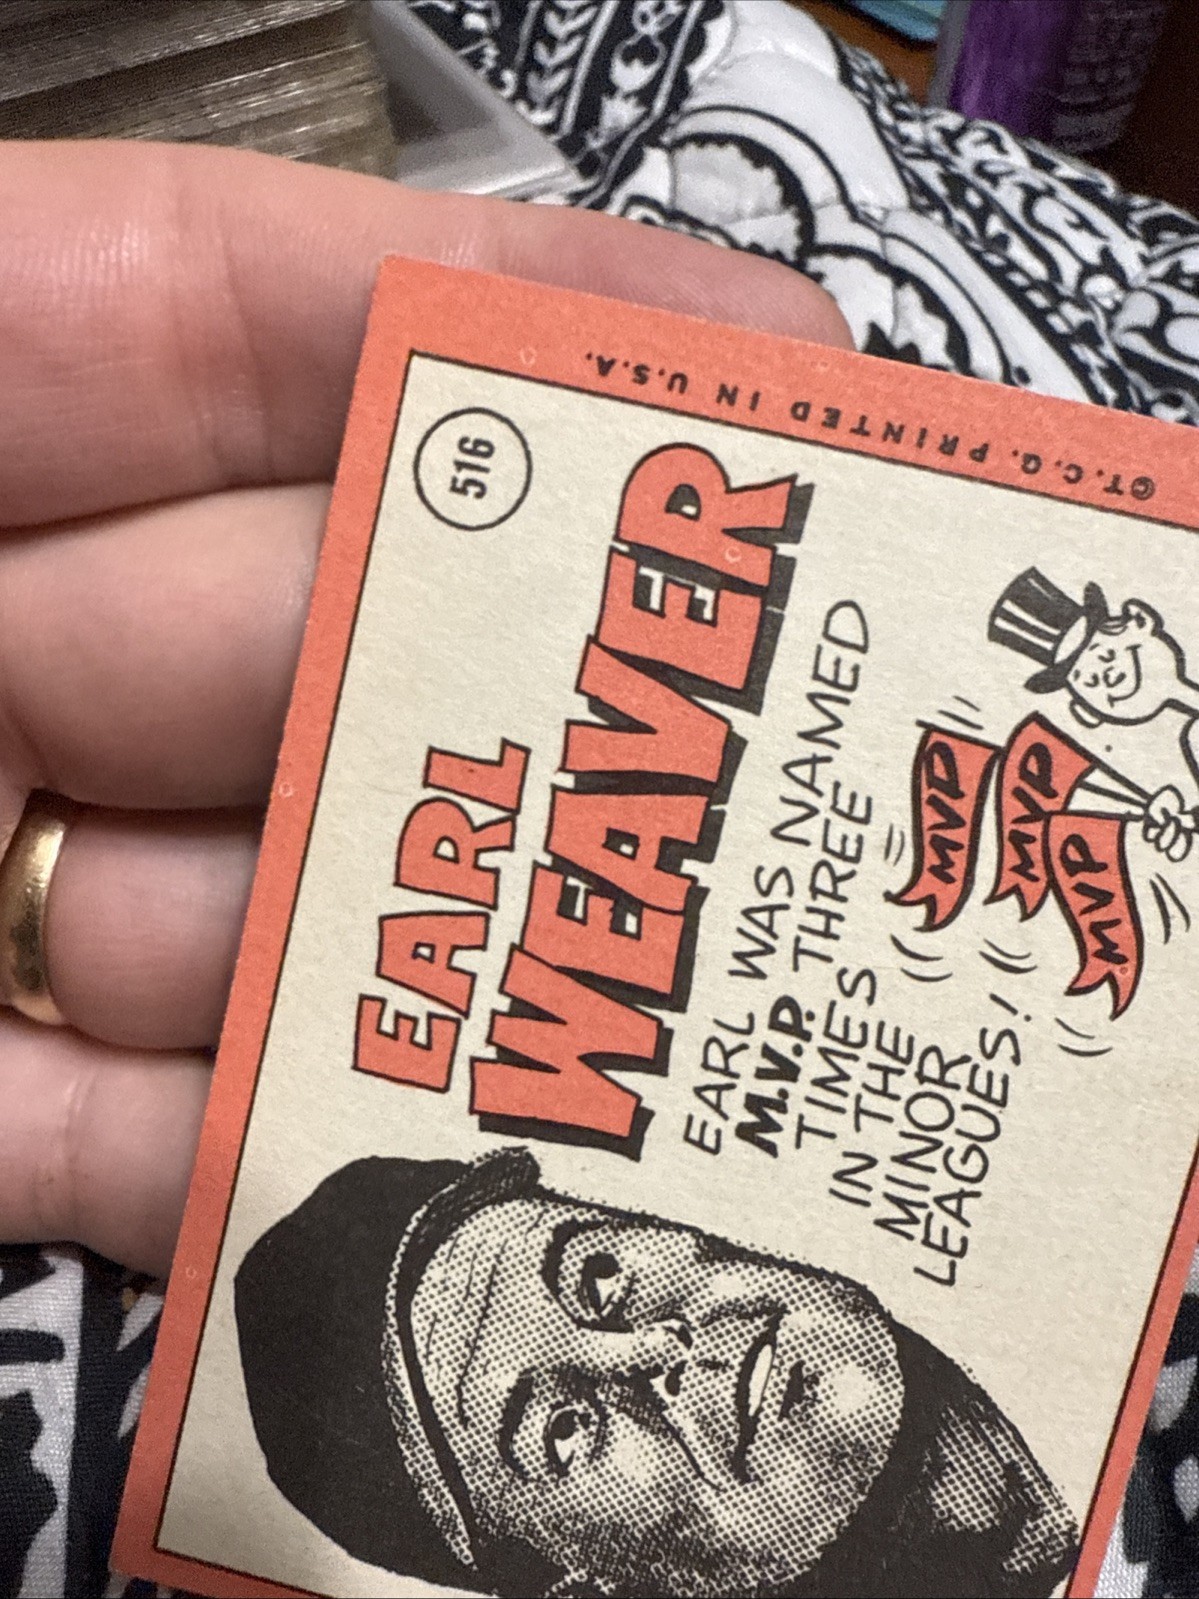 516
EARL
WEAVER
EARL WAS NAMED
M.V.P. THREE
TIMES
IN THE
MINOR
LEAGUES!
MVP
MVP
MVP
©T.C.G. PRINTED IN U.S.A.